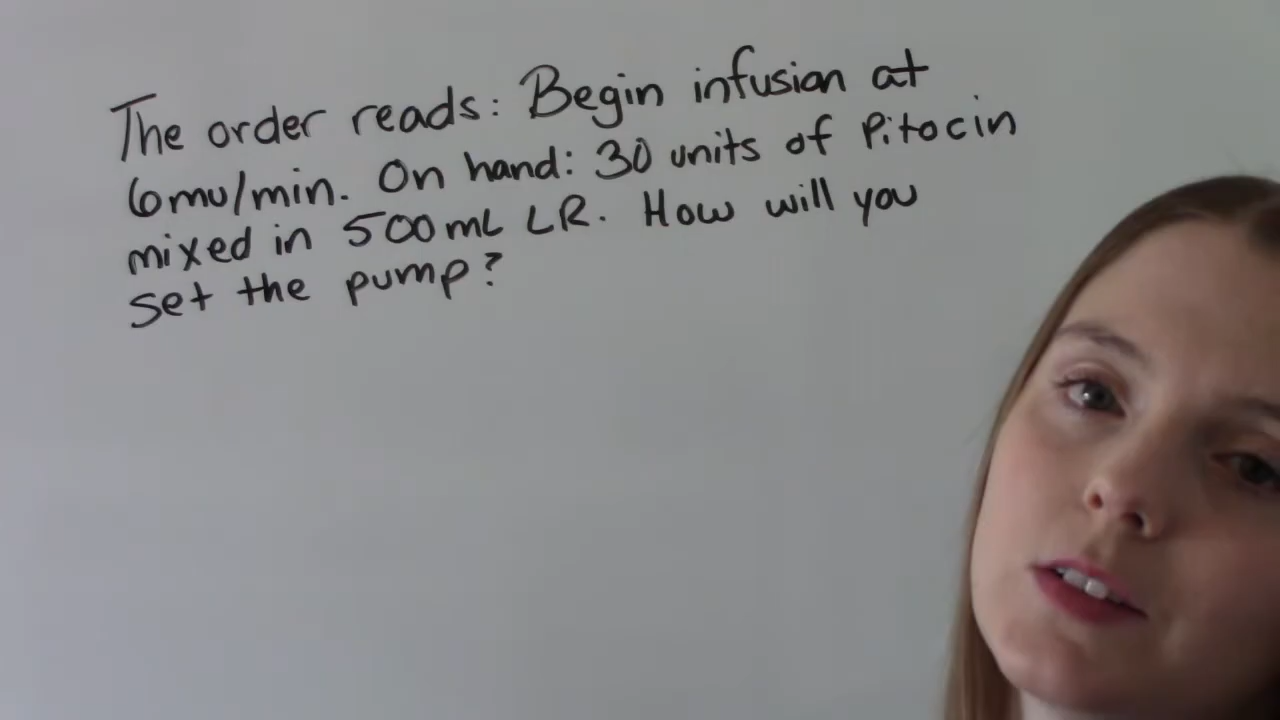 The order reads: Begin infusion at
6mu/min. On hand: 30 units of Pitocin
mixed in 500mL LR. How will you
set the pump?